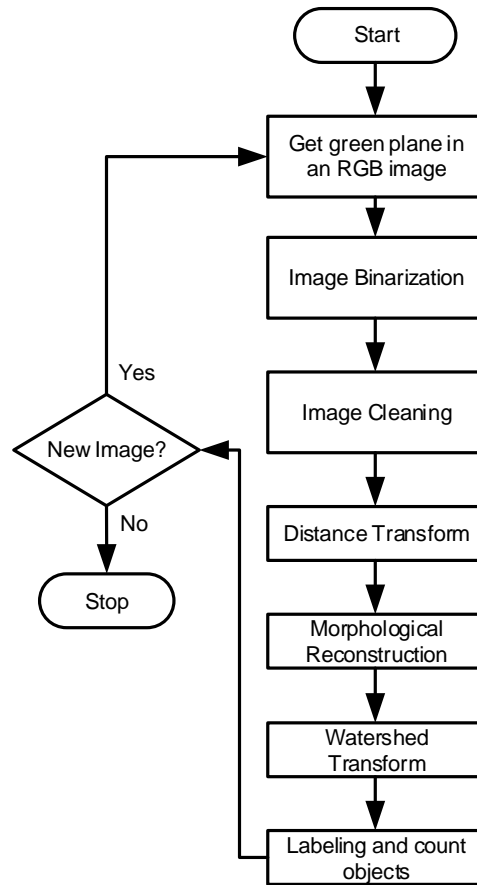 Start
Get green plane in
an RGB image
Image Binarization
Image Cleaning
Distance Transform
Morphological
Reconstruction
Watershed
Transform
Labeling and count
objects
New Image?
Yes
No
Stop